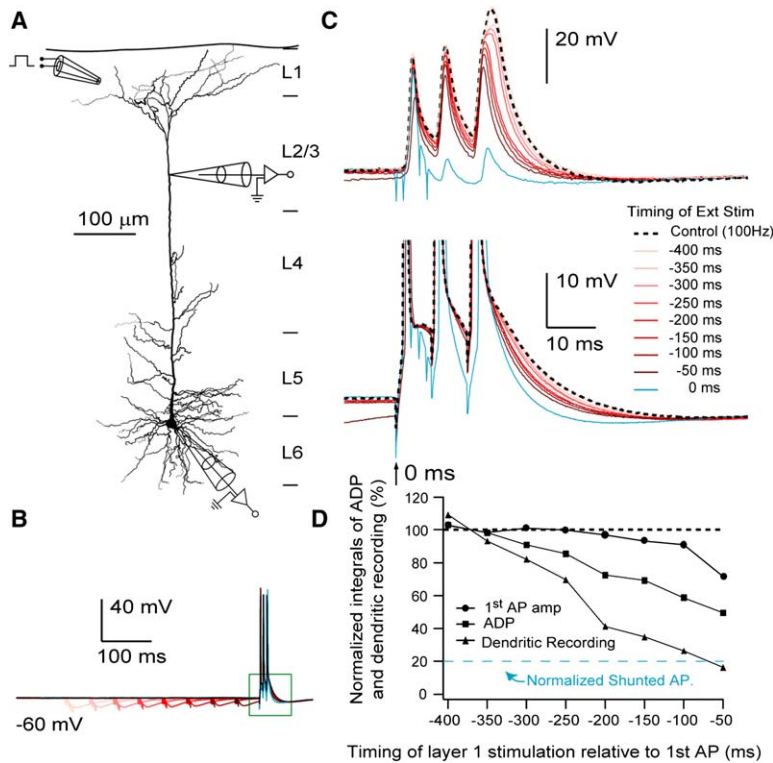 A
L1
L2/3
100 µm
L4
L5
L6
B
40 mV
100 ms
-60 mV
C
20 mV
Timing of Ext Stim
Control (100Hz)
-400 ms
-350 ms
-300 ms
-250 ms
-200 ms
-150 ms
-100 ms
-50 ms
0 ms
10 mV
10 ms
0 ms
D
Normalized integrals of ADP
and dendritic recording (%)
120
100
80
60
40
20
0
1st AP amp
ADP
Dendritic Recording
Normalized Shunted AP.
-400 -350 -300 -250 -200 -150 -100 -50
Timing of layer 1 stimulation relative to 1st AP (ms)